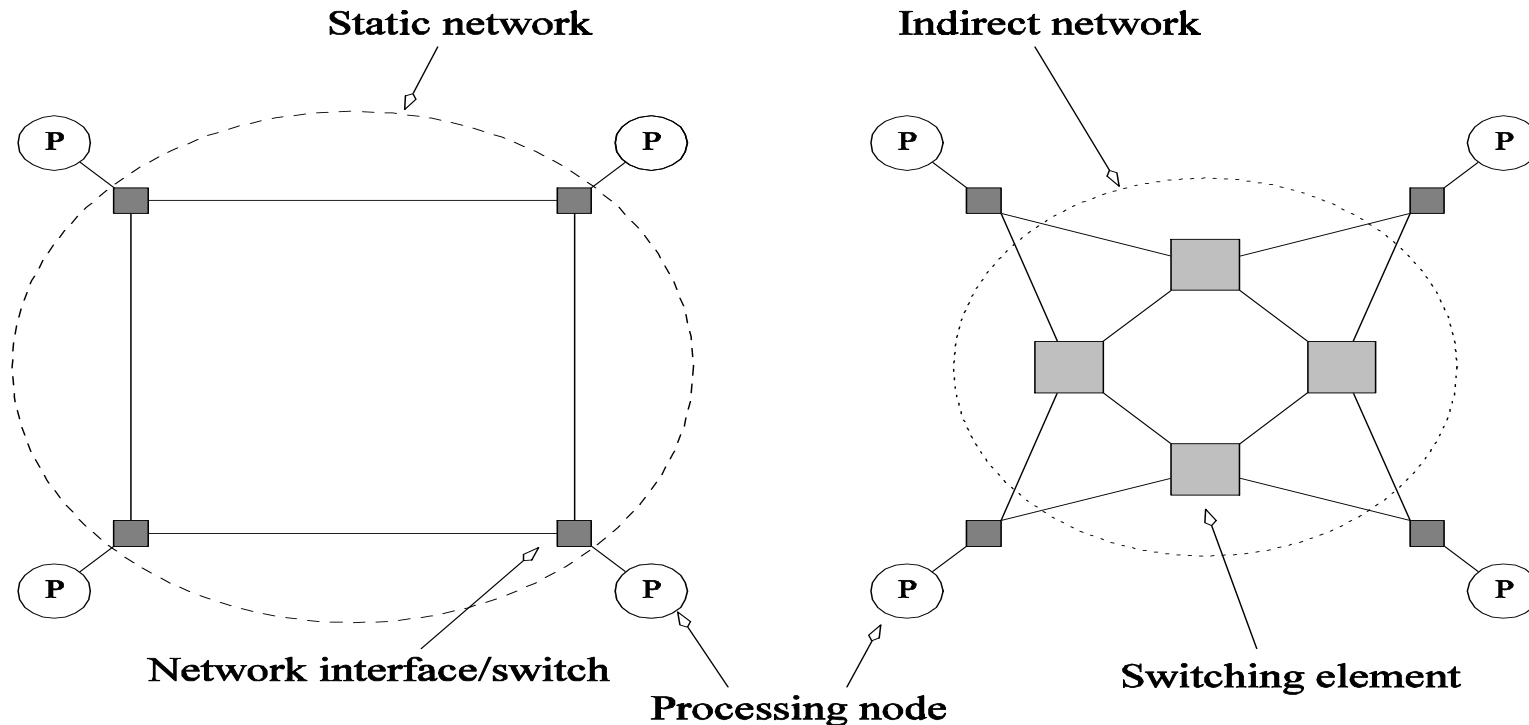 Static network
Indirect network
P
P
P
P
P
P
P
P
Network interface/switch
Switching element
Processing node